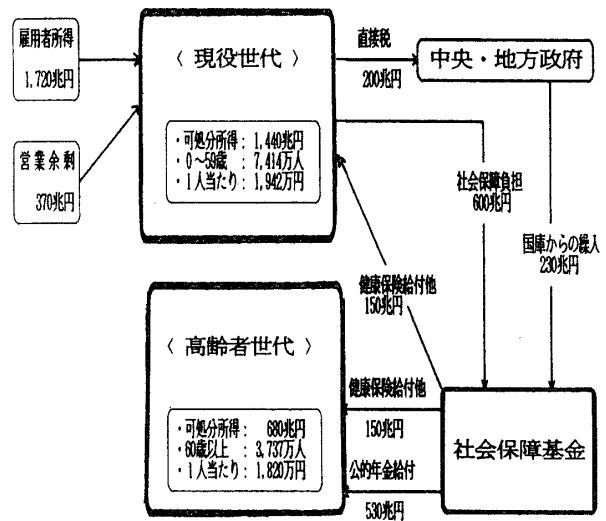 雇用者所得
1,720兆円
営業余剰
370兆円
〈 現役世代 〉
・可処分所得： 1,440兆円
・０～59歳 ： 7,414万人
・１人当たり： 1,942万円
直接税
200兆円
中央・地方政府
社会保障負担
600兆円
国庫からの繰入
230兆円
健康保険給付他
150兆円
〈 高齢者世代 〉
・可処分所得： 680兆円
・60歳以上 ： 3,737万人
・１人当たり： 1,820万円
健康保険給付他
150兆円
公的年金給付
530兆円
社会保障基金